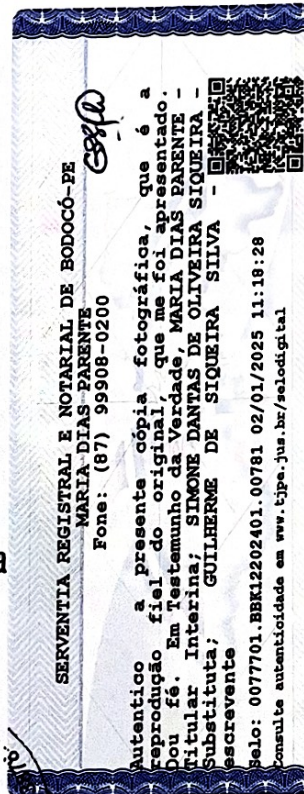 SERVENTIA REGISTRAL E NOTARIAL DE BODOCÓ-PE
MARIA DIAS PARENTE
Fone: (87) 99908-0200
Autentico a presente cópia fotográfica, que é a
reprodução fiel do original, que me foi apresentado.
Dou fé. Em Testemunho da Verdade, MARIA DIAS PARENTE -
Titular Interina; SIMONE DANTAS DE OLIVEIRA SIQUEIRA -
Substituta; GUILHERME DE SIQUEIRA SILVA -
escrevente
Selo: 0077701.BBK12202401.00781 02/01/2025 11:18:28
Consulte autenticidade em www.tjpe.jus.br/selodigital